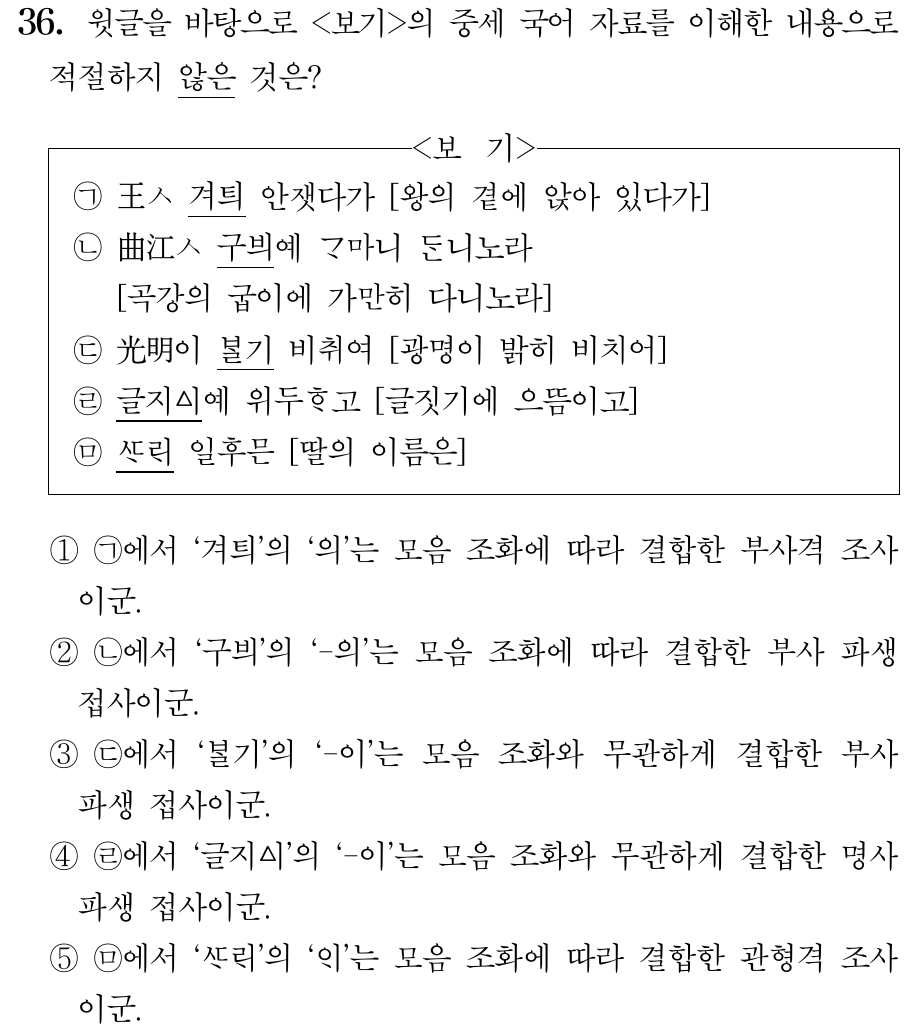 36. 윗글을 바탕으로 <보기>의 중세 국어 자료를 이해한 내용으로
적절하지 않은 것은?
<보 기>
㉠ 王ㅅ 겨틔 안잿다가 [왕의 곁에 앉아 있다가]
㉡ 曲江ㅅ 구븨예 ᄀ마니 ᄃᆞᆫ니노라
[곡강의 굽이에 가만히 다니노라]
㉢ 光明이 ᄇᆞᆯ기 비취여 [광명이 밝히 비치어]
㉣ 글지ᅀᅵ예 위두ᄒᆞ고 [글짓기에 으뜸이고]
㉤ ᄯᆞᄅᆡ 일후믄 [딸의 이름은]
① ㉠에서 ‘겨틔’의 ‘의’는 모음 조화에 따라 결합한 부사격 조사
이군.
② ㉡에서 ‘구븨’의 ‘-의’는 모음 조화에 따라 결합한 부사 파생
접사이군.
③ ㉢에서 ‘ᄇᆞᆯ기’의 ‘-이’는 모음 조화와 무관하게 결합한 부사
파생 접사이군.
④ ㉣에서 ‘글지ᅀᅵ’의 ‘-이’는 모음 조화와 무관하게 결합한 명사
파생 접사이군.
⑤ ㉤에서 ‘ᄯᆞᄅᆡ’의 ‘ᄋᆡ’는 모음 조화에 따라 결합한 관형격 조사
이군.